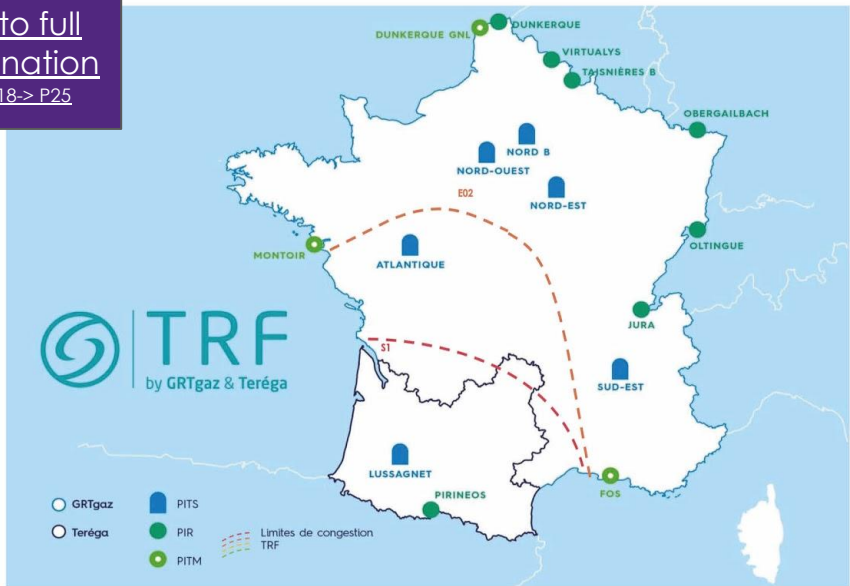 to full
nation
18-> P25
DUNKERQUE GNL
DUNKERQUE
VIRTUALYS
TAISNIÈRES B
OBERGAILBACH
NORD B
NORD-OUEST
E02
NORD-EST
OLTINGUE
MONTOIR
ATLANTIQUE
JURA
TRF
by GRTgaz & Teréga
S1
SUD-EST
LUSSAGNET
PIRINEOS
FOS
GRTgaz
PITS
Teréga
PIR
Limites de congestion
TRF
PITM